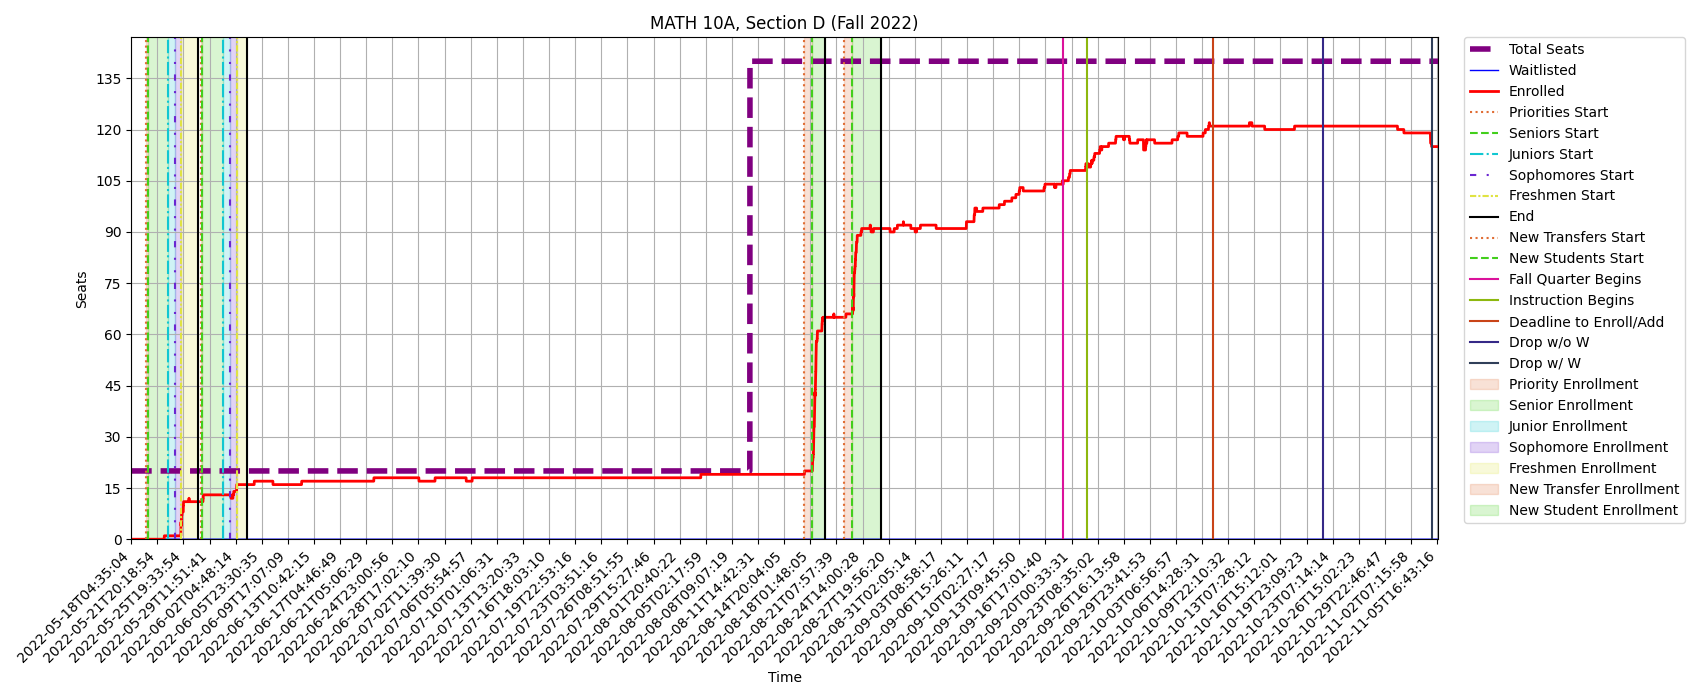 MATH 10A, Section D (Fall 2022)
Seats
135
120
105
90
75
60
45
30
15
0
2022-05-18T04:35:04
2022-05-21T20:18:54
2022-05-25T19:33:54
2022-05-29T11:51:41
2022-06-02T04:48:14
2022-06-05T23:30:35
2022-06-09T17:07:09
2022-06-13T10:42:15
2022-06-17T04:46:49
2022-06-21T05:06:29
2022-06-24T23:00:56
2022-06-28T17:02:10
2022-07-02T11:39:30
2022-07-06T05:54:57
2022-07-10T01:06:31
2022-07-13T13:20:33
2022-07-16T18:03:10
2022-07-19T22:53:16
2022-07-23T03:51:16
2022-07-26T08:51:55
2022-07-29T15:27:46
2022-08-01T20:40:22
2022-08-05T02:17:59
2022-08-08T09:07:19
2022-08-11T14:42:31
2022-08-14T20:04:05
2022-08-18T01:48:05
2022-08-21T07:57:39
2022-08-24T14:00:28
2022-08-27T19:56:20
2022-08-31T02:05:14
2022-09-03T08:58:17
2022-09-06T15:26:11
2022-09-10T02:27:17
2022-09-13T09:45:50
2022-09-16T17:01:40
2022-09-20T00:33:31
2022-09-23T08:35:02
2022-09-26T16:13:58
2022-09-29T23:41:53
2022-10-03T06:56:57
2022-10-06T14:28:31
2022-10-09T22:10:32
2022-10-13T07:28:12
2022-10-16T15:12:01
2022-10-19T23:09:23
2022-10-23T07:14:14
2022-10-26T15:02:23
2022-10-29T22:46:47
2022-11-02T07:15:58
2022-11-05T16:43:16
Time
Total Seats
Waitlisted
Enrolled
Priorities Start
Seniors Start
Juniors Start
Sophomores Start
Freshmen Start
End
New Transfers Start
New Students Start
Fall Quarter Begins
Instruction Begins
Deadline to Enroll/Add
Drop w/o W
Drop w/ W
Priority Enrollment
Senior Enrollment
Junior Enrollment
Sophomore Enrollment
Freshmen Enrollment
New Transfer Enrollment
New Student Enrollment